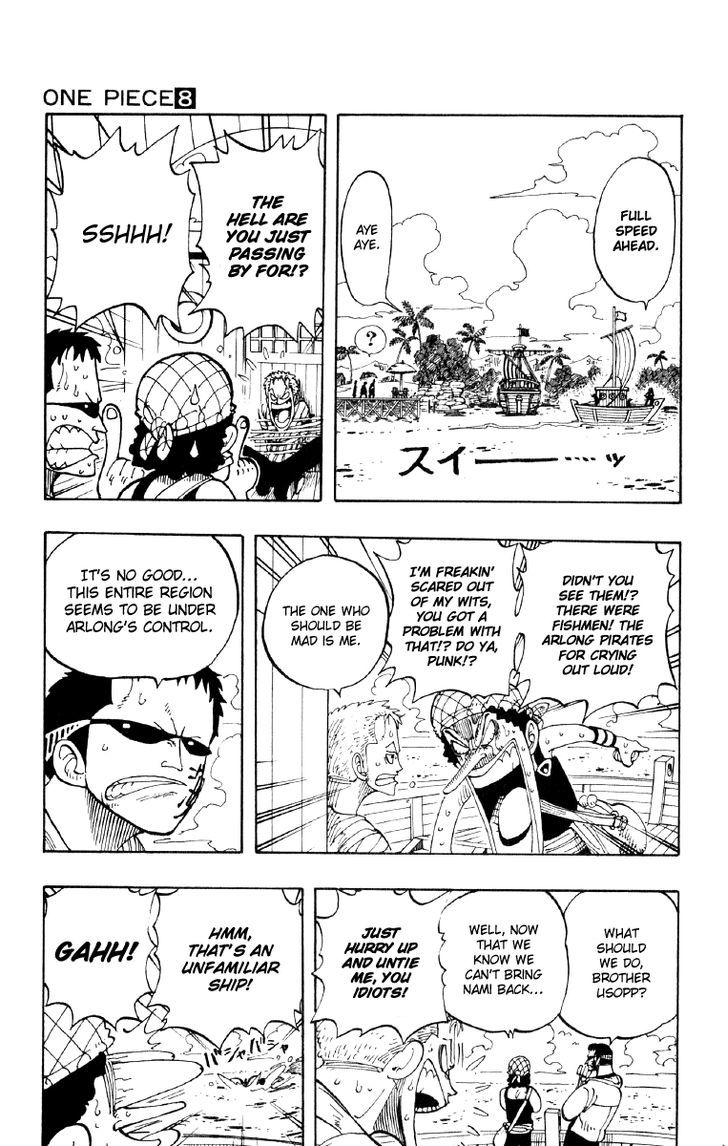 ONE PIECE 8
FULL
SPEED
AHEAD.
AYE
AYE.
?
スイー……ッ
THE
HELL ARE
YOU JUST
PASSING
BY FOR!?
SSHHH!
DIDN'T YOU
SEE THEM!?
THERE WERE
FISHMEN! THE
ARLONG PIRATES
FOR CRYING
OUT LOUD!
I'M FREAKIN'
SCARED OUT
OF MY WITS,
YOU GOT A
PROBLEM WITH
THAT!? DO YA,
PUNK!?
THE ONE WHO
SHOULD BE
MAD IS ME.
IT'S NO GOOD...
THIS ENTIRE REGION
SEEMS TO BE UNDER
ARLONG'S CONTROL.
WHAT
SHOULD
WE DO,
BROTHER
USOPP?
WELL, NOW
THAT WE
KNOW WE
CAN'T BRING
NAMI BACK...
JUST
HURRY UP
AND UNTIE
ME, YOU
IDIOTS!
HMM,
THAT'S AN
UNFAMILIAR
SHIP!
GAHH!